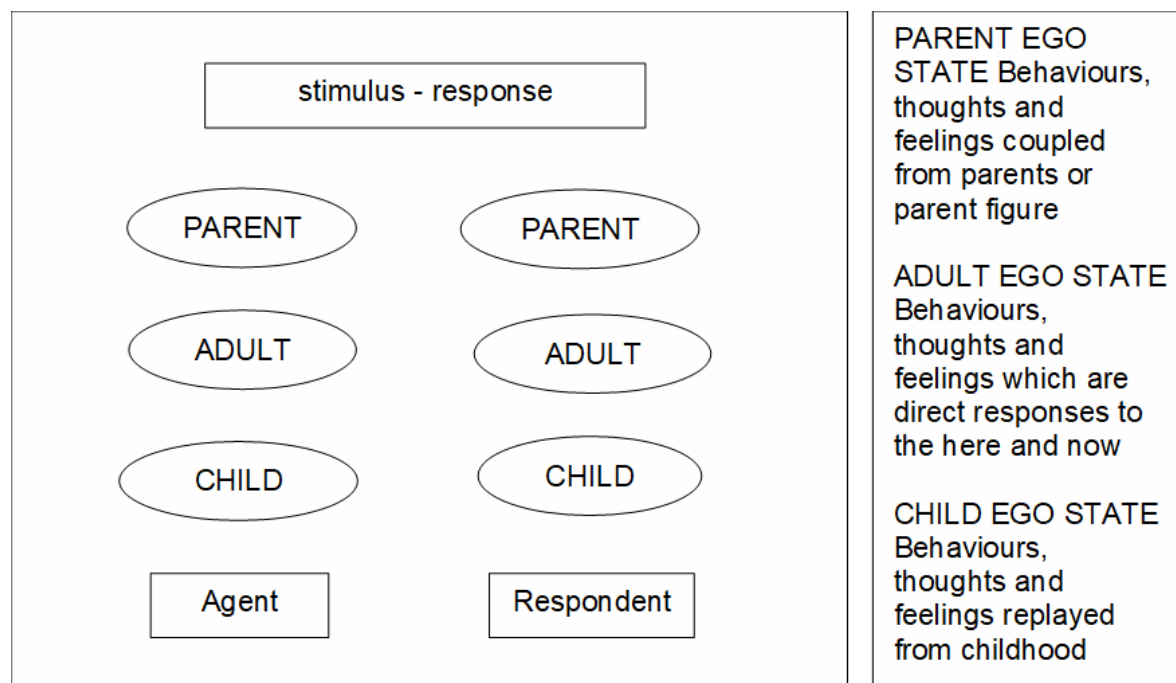 stimulus - response
PARENT
PARENT
ADULT
ADULT
CHILD
CHILD
Agent
Respondent
PARENT EGO
STATE Behaviours,
thoughts and
feelings coupled
from parents or
parent figure
ADULT EGO STATE
Behaviours,
thoughts and
feelings which are
direct responses to
the here and now
CHILD EGO STATE
Behaviours,
thoughts and
feelings replayed
from childhood